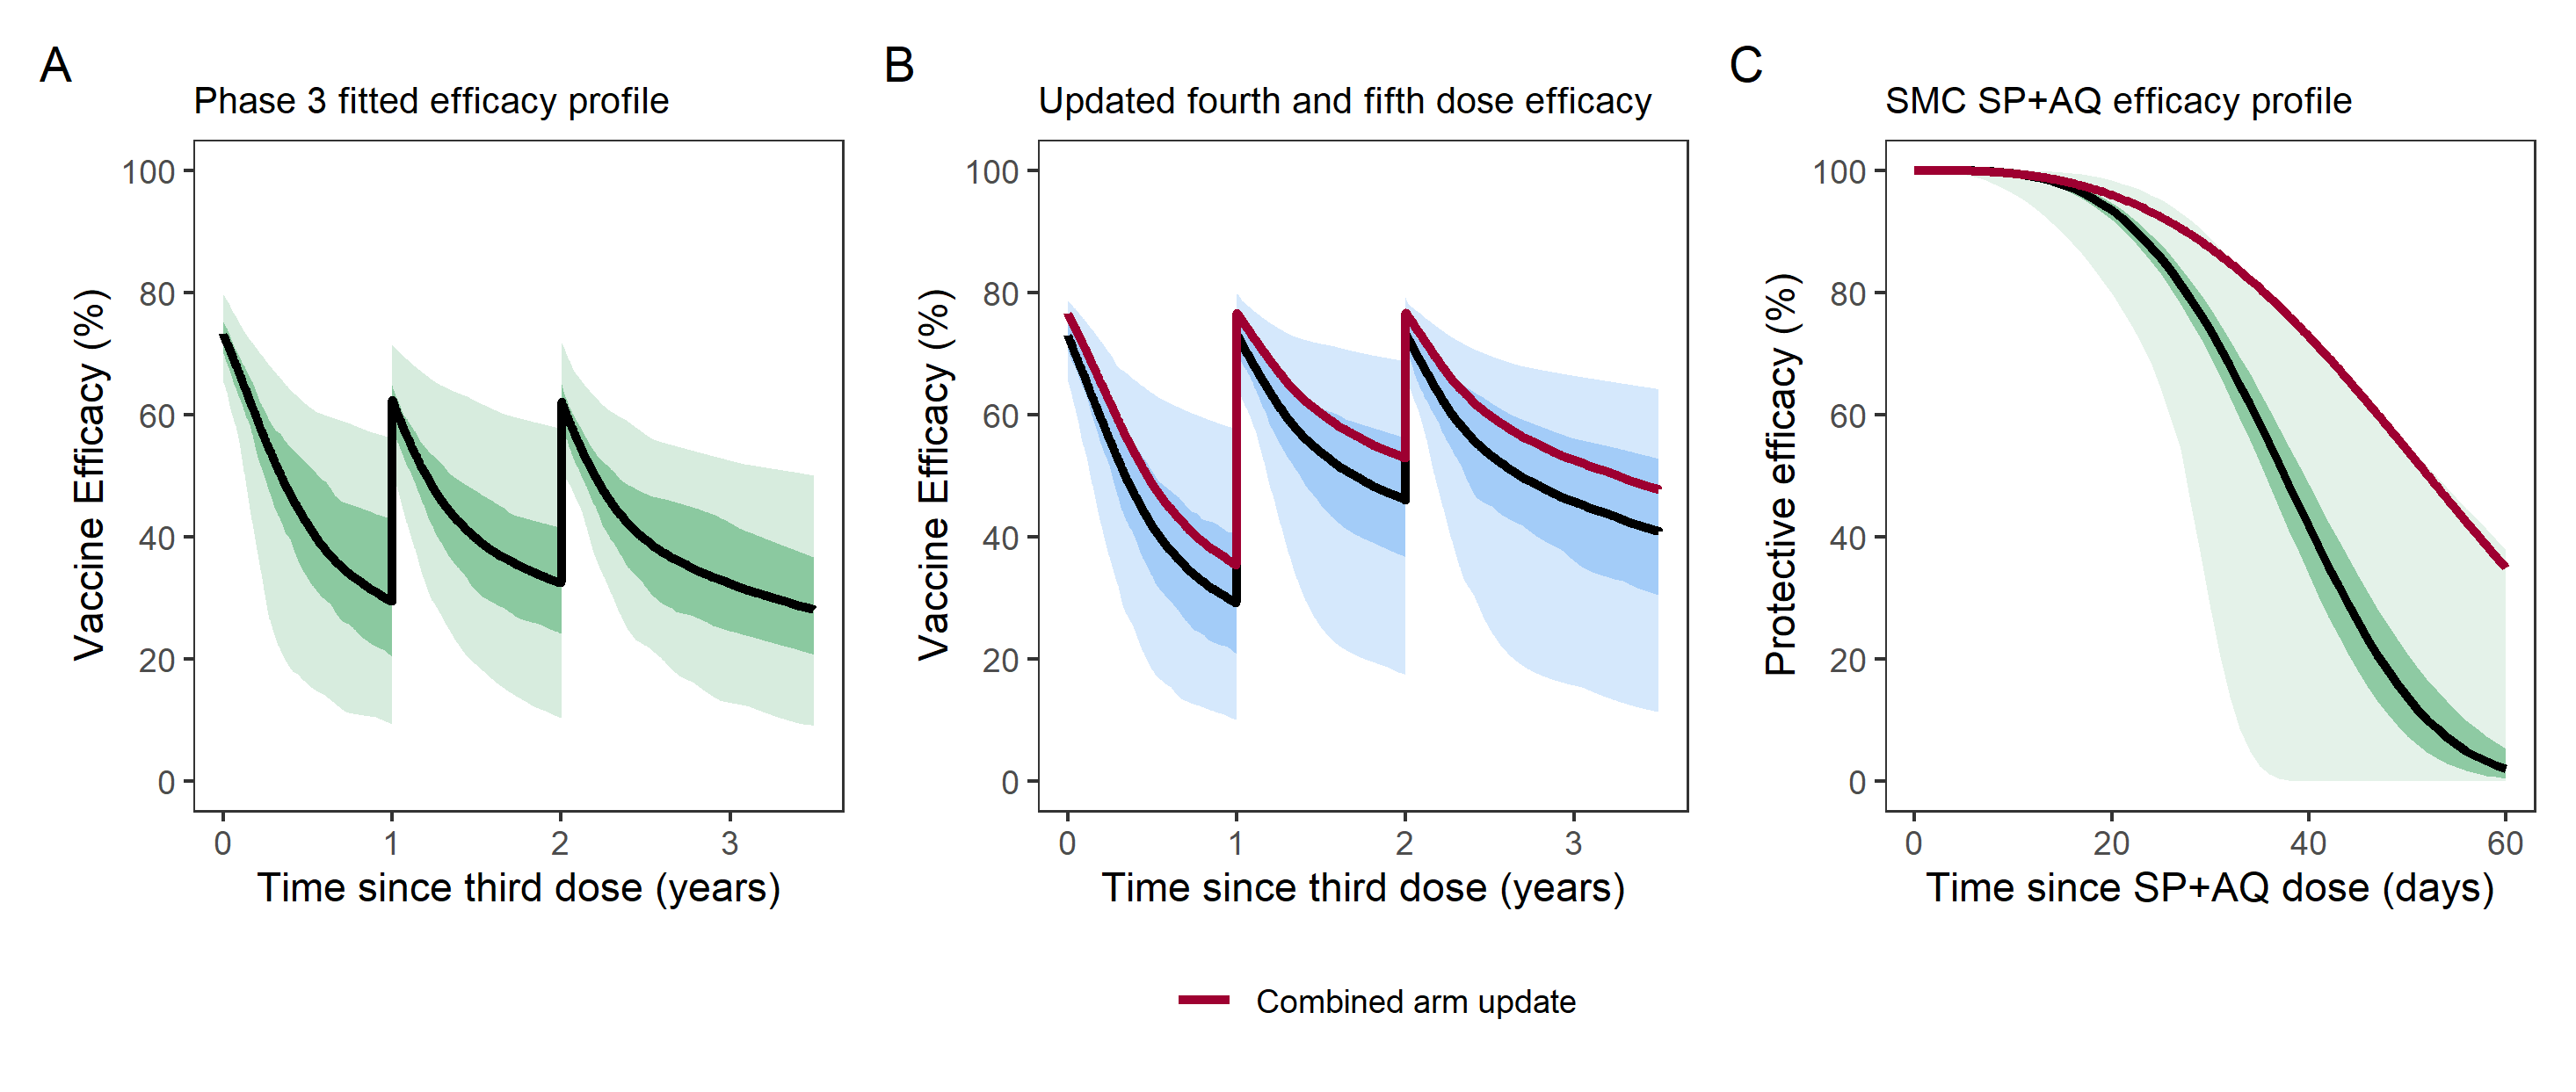 A
Phase 3 fitted efficacy profile
Vaccine Efficacy (%)
100
80
60
40
20
0
0 1 2 3
Time since third dose (years)
B
Updated fourth and fifth dose efficacy
Vaccine Efficacy (%)
100
80
60
40
20
0
0 1 2 3
Time since third dose (years)
C
SMC SP+AQ efficacy profile
Protective efficacy (%)
100
80
60
40
20
0
0 20 40 60
Time since SP+AQ dose (days)
Combined arm update